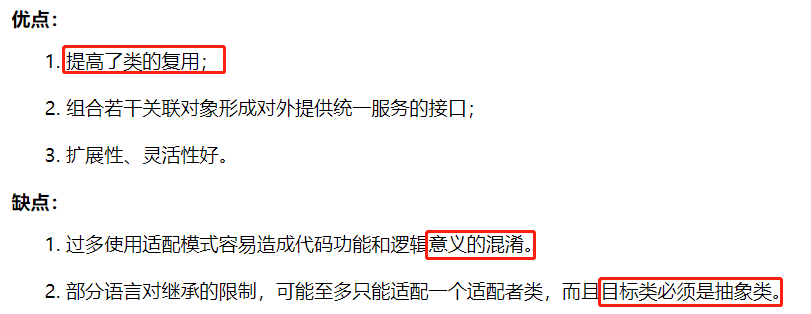 优点：
1. 提高了类的复用；
2. 组合若干关联对象形成对外提供统一服务的接口；
3. 扩展性、灵活性好。
缺点：
1. 过多使用适配模式容易造成代码功能和逻辑意义的混淆。
2. 部分语言对继承的限制，可能至多只能适配一个适配者类，而且目标类必须是抽象类。